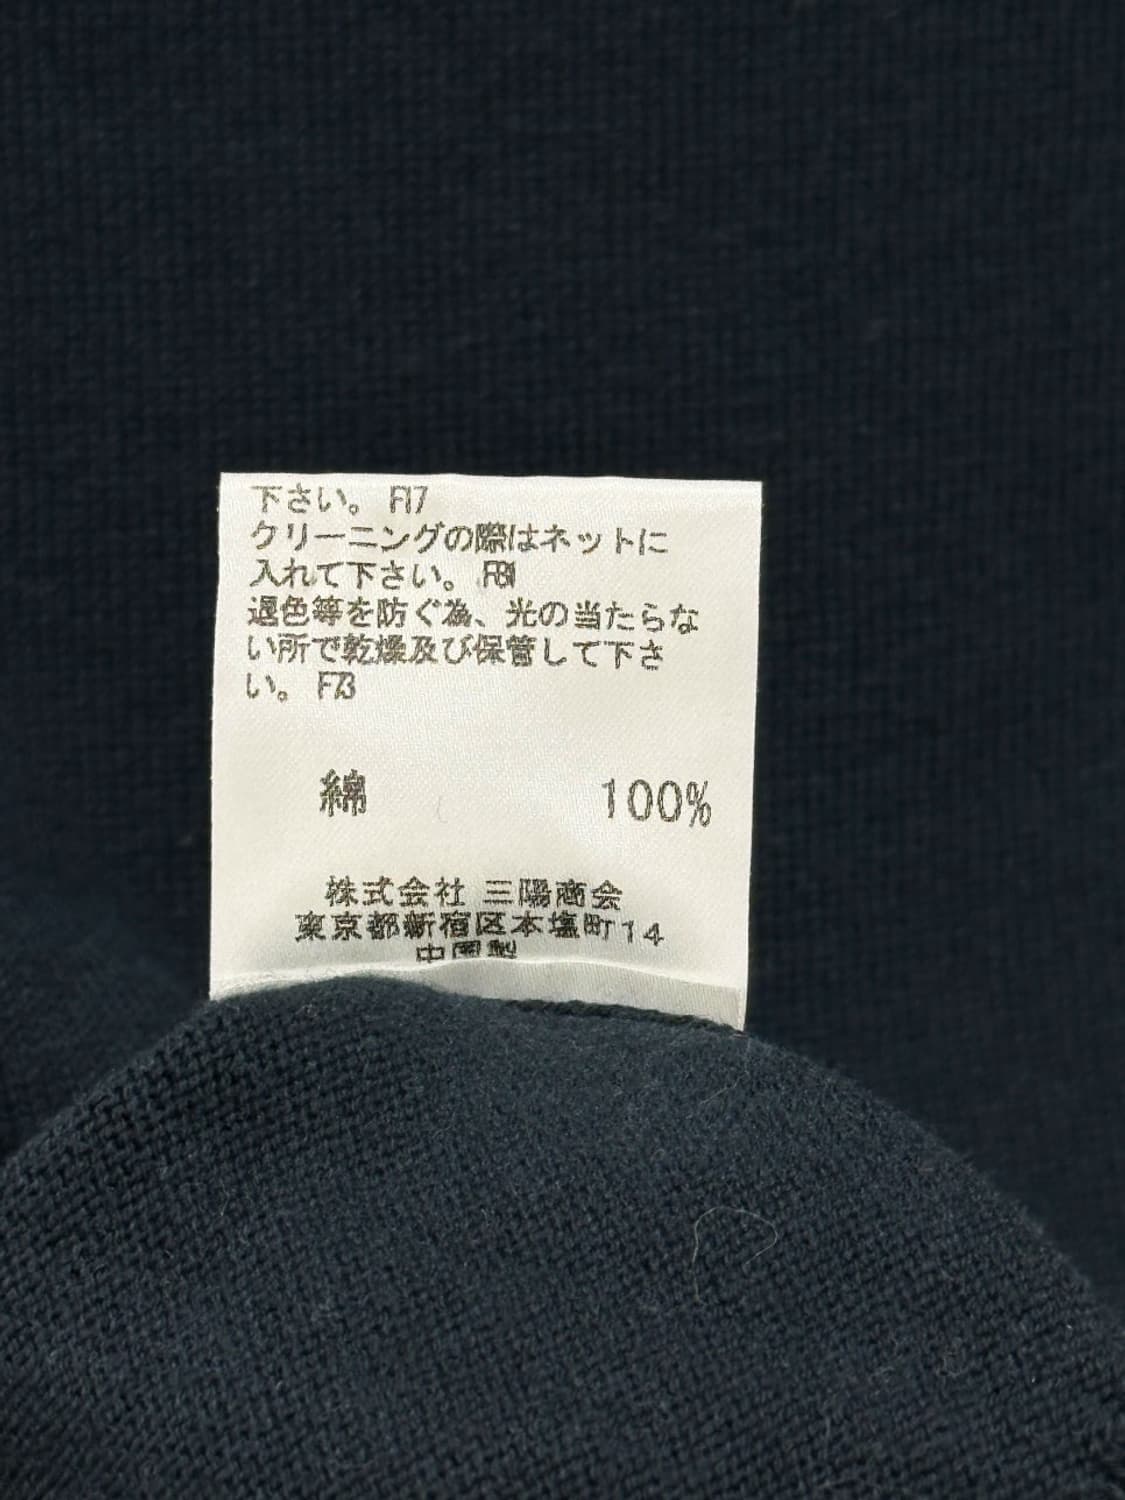 下さい。 F17
クリーニングの際はネットに
入れて下さい。 F81
退色等を防ぐ為、光の当たらな
い所で乾燥及び保管して下さ
い。 F73
綿 100%
株式会社 三陽商会
東京都新宿区本塩町14
中国製